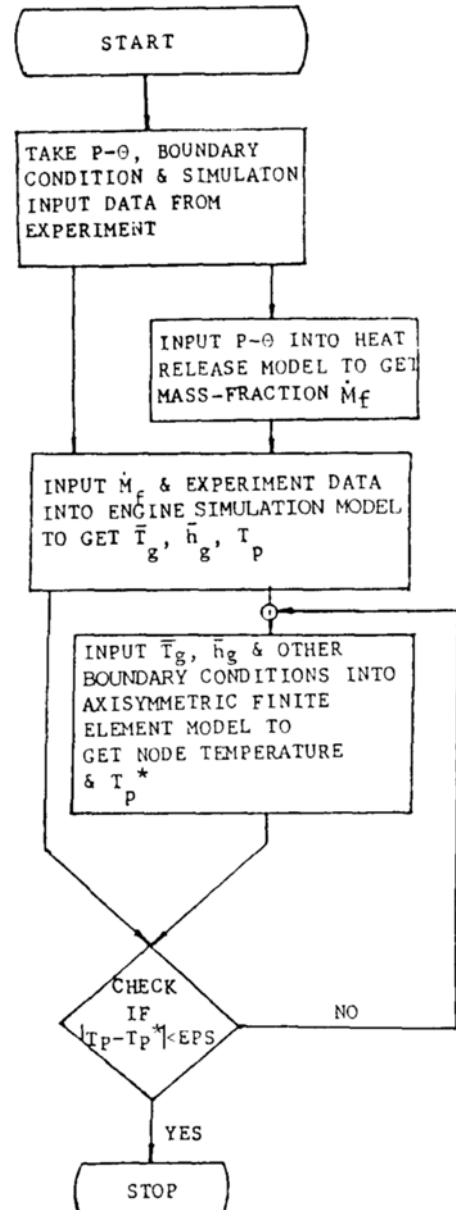 START
TAKE P-θ, BOUNDARY
CONDITION & SIMULATON
INPUT DATA FROM
EXPERIMENT
INPUT P-θ INTO HEAT
RELEASE MODEL TO GET
MASS-FRACTION Ṁf
INPUT Ṁf & EXPERIMENT DATA
INTO ENGINE SIMULATION MODEL
TO GET T̄g, h̄g, Tp
INPUT T̄g, h̄g & OTHER
BOUNDARY CONDITIONS INTO
AXISYMMETRIC FINITE
ELEMENT MODEL TO
GET NODE TEMPERATURE
& Tp*
CHECK
IF
|TP-TP*|<EPS
NO
YES
STOP